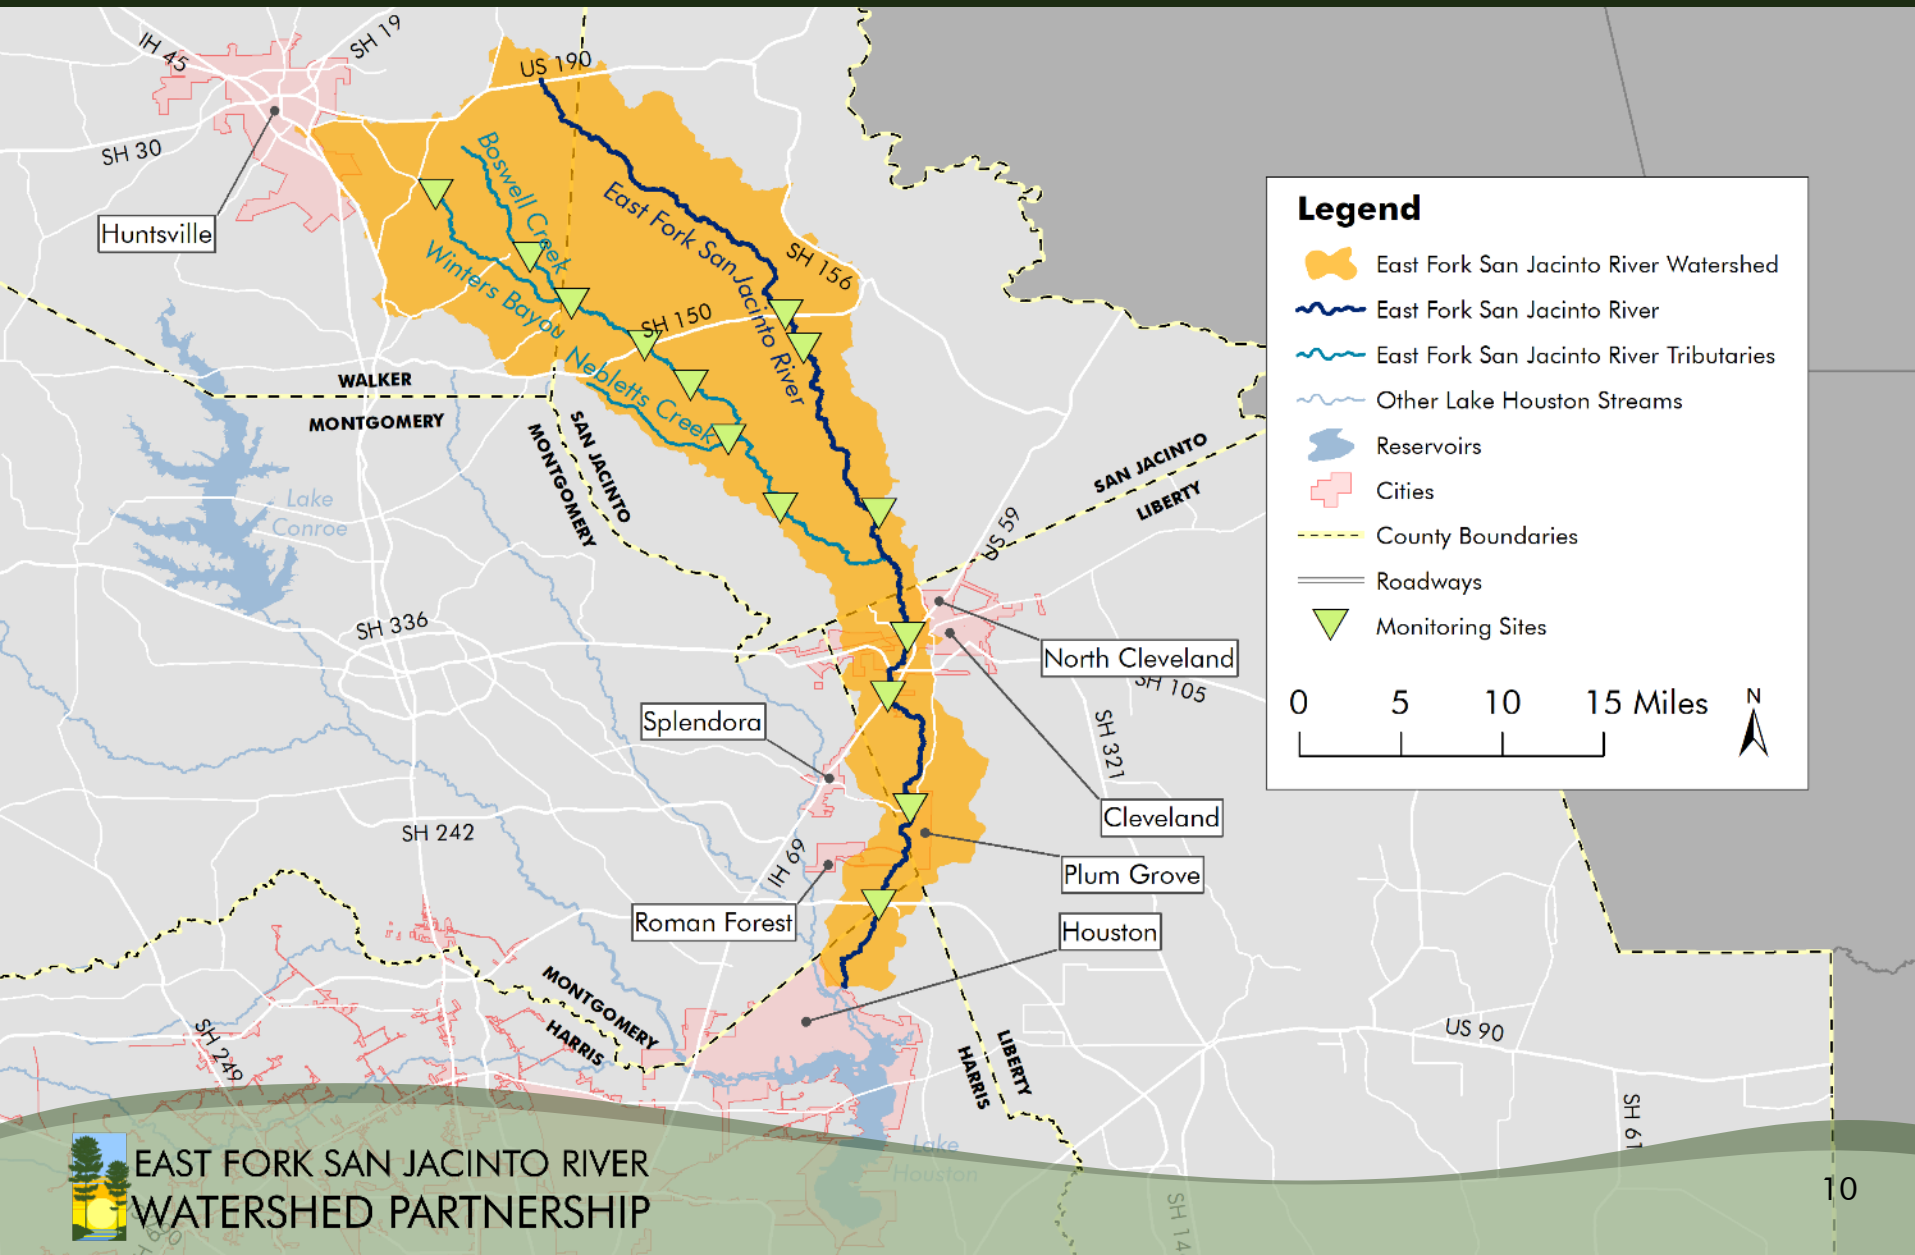 IH 45
SH 19
US 190
SH 30
Huntsville
Boswell Creek
East Fork San Jacinto River
Winters Bayou
SH 156
SH 150
Nebletts Creek
WALKER
MONTGOMERY
SAN JACINTO
MONTGOMERY
Lake
Conroe
SAN JACINTO
LIBERTY
US 59
SH 336
North Cleveland
SH 105
SH 321
Splendora
Cleveland
SH 242
IH 69
Plum Grove
Roman Forest
Houston
MONTGOMERY
HARRIS
SH 249
LIBERTY
HARRIS
US 90
SH 61
Lake
Houston
SH 14
Legend
East Fork San Jacinto River Watershed
East Fork San Jacinto River
East Fork San Jacinto River Tributaries
Other Lake Houston Streams
Reservoirs
Cities
County Boundaries
Roadways
Monitoring Sites
0 5 10 15 Miles
N
EAST FORK SAN JACINTO RIVER
WATERSHED PARTNERSHIP
10